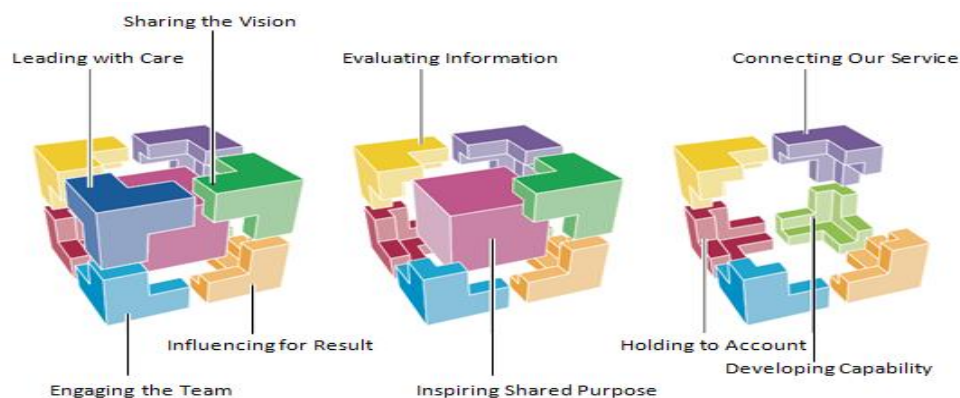 Sharing the Vision
Leading with Care
Evaluating Information
Connecting Our Service
Influencing for Result
Holding to Account
Developing Capability
Engaging the Team
Inspiring Shared Purpose